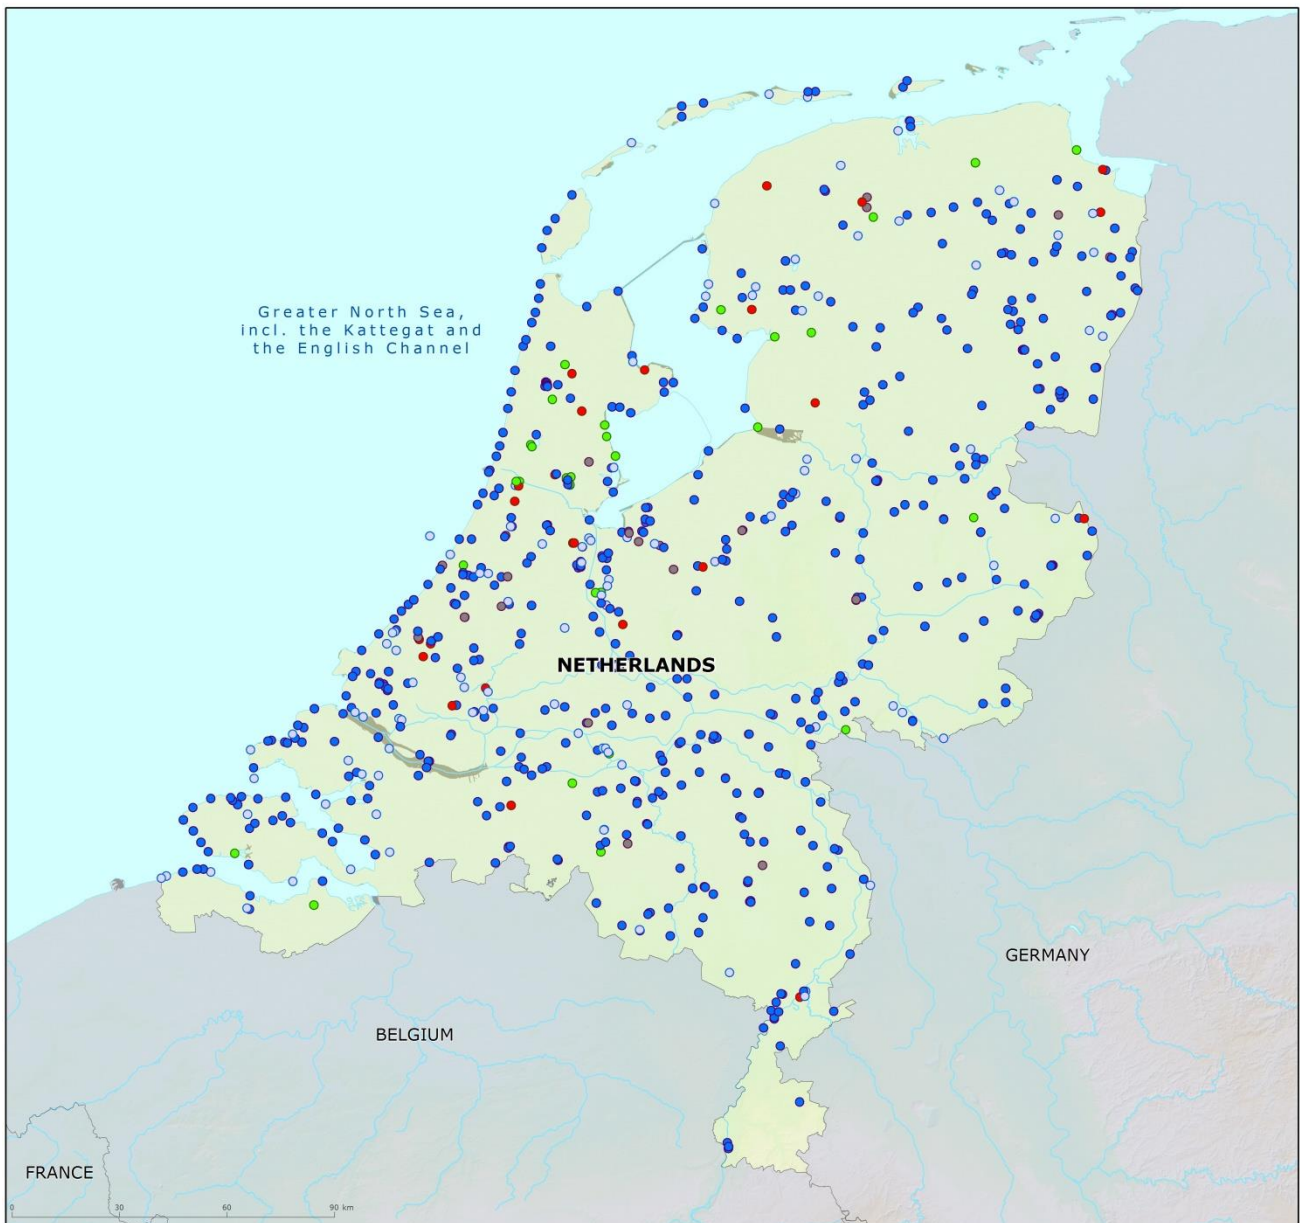 Greater North Sea,
incl. the Kattegat and
the English Channel
NETHERLANDS
GERMANY
BELGIUM
FRANCE
0 30 60 90 km